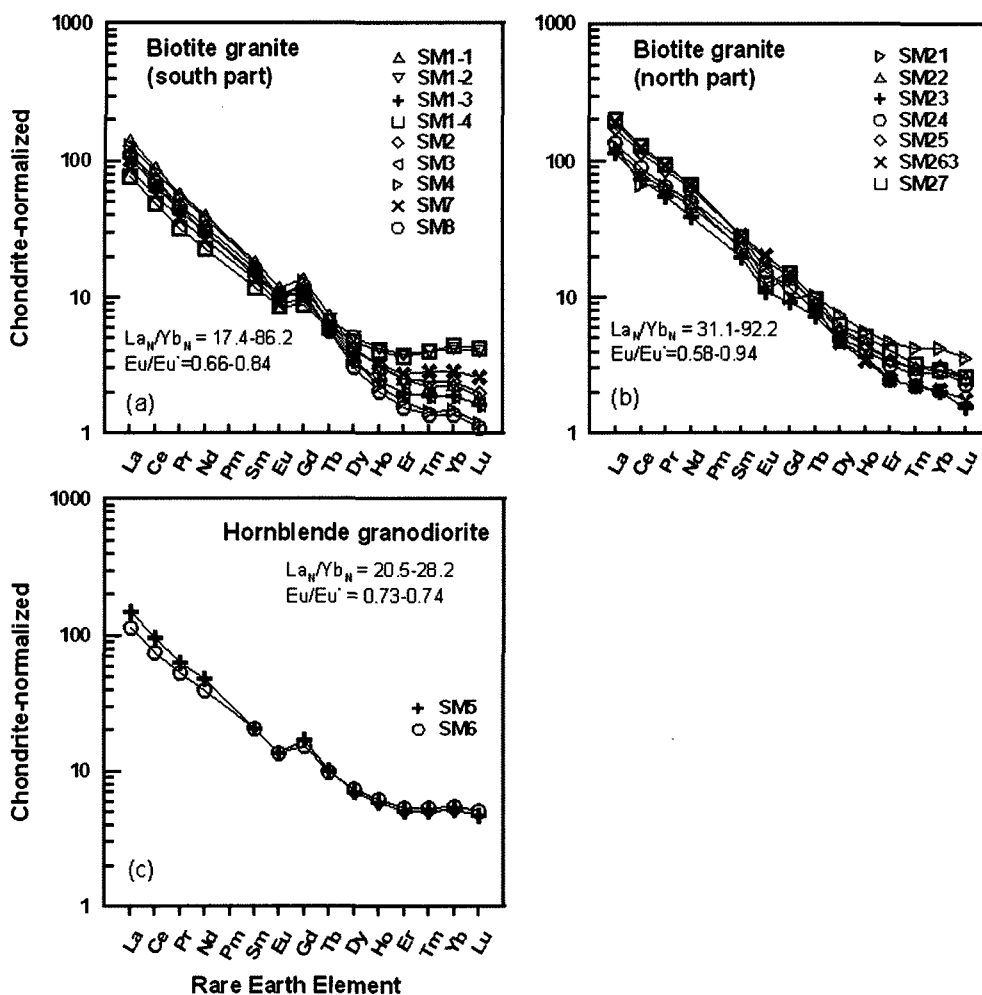 Biotite granite
(south part)
SM1-1
SM1-2
SM1-3
SM1-4
SM2
SM3
SM4
SM7
SM8
1000
100
10
1
Chondrite-normalized
La_N/Yb_N = 17.4-86.2
Eu/Eu* =0.66-0.84
(a)
La Ce Pr Nd Pm Sm Eu Gd Tb Dy Ho Er Tm Yb Lu
Biotite granite
(north part)
SM21
SM22
SM23
SM24
SM25
SM263
SM27
1000
100
10
1
La_N/Yb_N = 31.1-92.2
Eu/Eu* =0.58-0.94
(b)
La Ce Pr Nd Pm Sm Eu Gd Tb Dy Ho Er Tm Yb Lu
Hornblende granodiorite
La_N/Yb_N = 20.5-28.2
Eu/Eu* = 0.73-0.74
SM5
SM6
1000
100
10
1
Chondrite-normalized
(c)
La Ce Pr Nd Pm Sm Eu Gd Tb Dy Ho Er Tm Yb Lu
Rare Earth Element